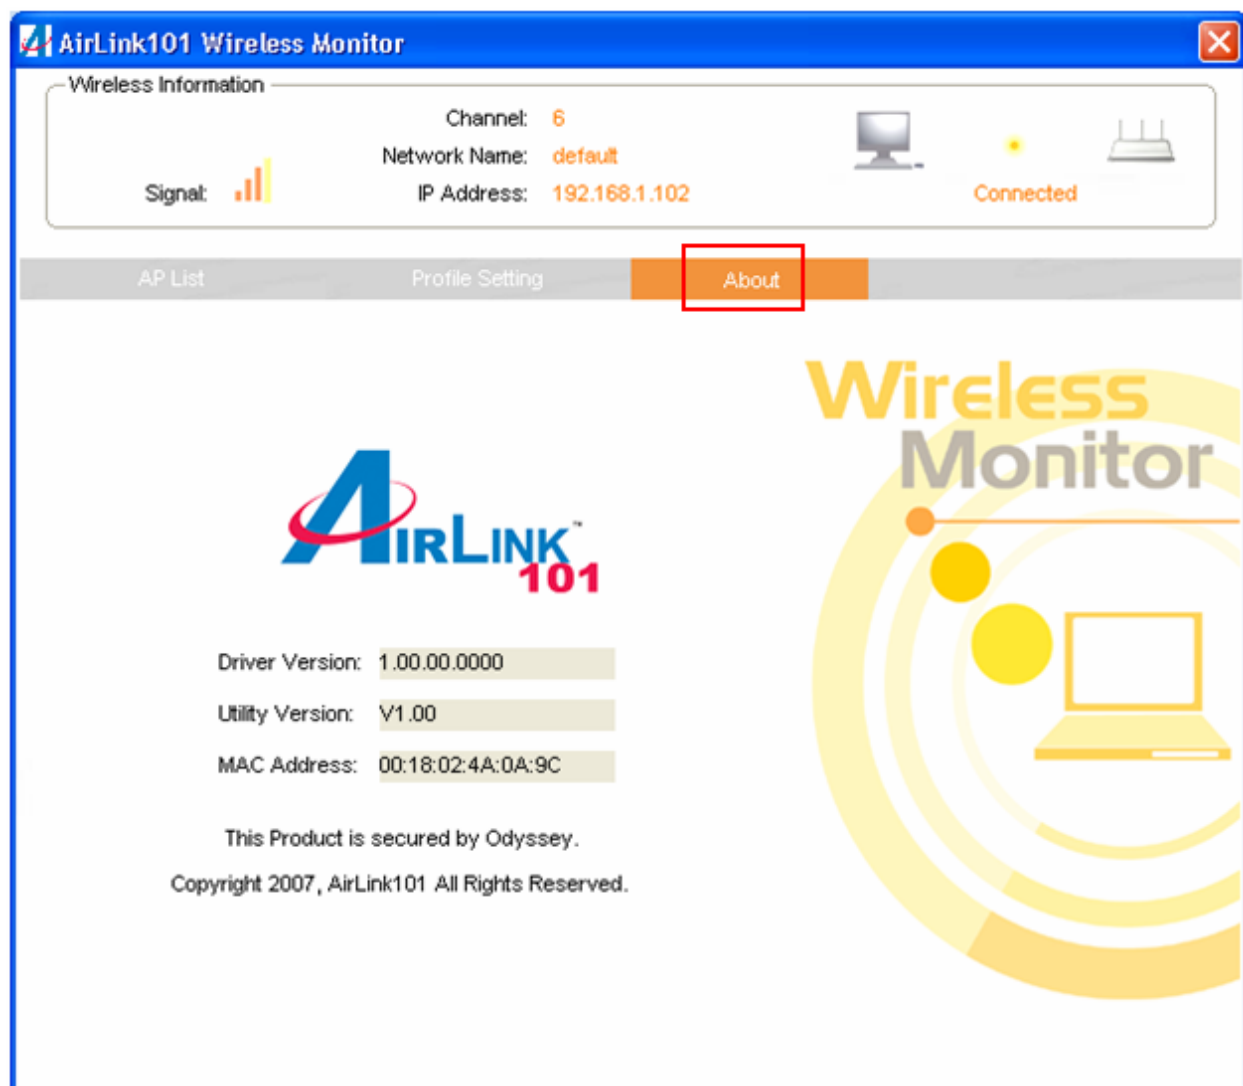 AirLink101 Wireless Monitor
Wireless Information
Channel: 6
Network Name: default
Signal: IP Address: 192.168.1.102
Connected
AP List Profile Setting About
Wireless
Monitor
AIRLINK™
101
Driver Version: 1.00.00.0000
Utility Version: V1.00
MAC Address: 00:18:02:4A:0A:9C
This Product is secured by Odyssey.
Copyright 2007, AirLink101 All Rights Reserved.